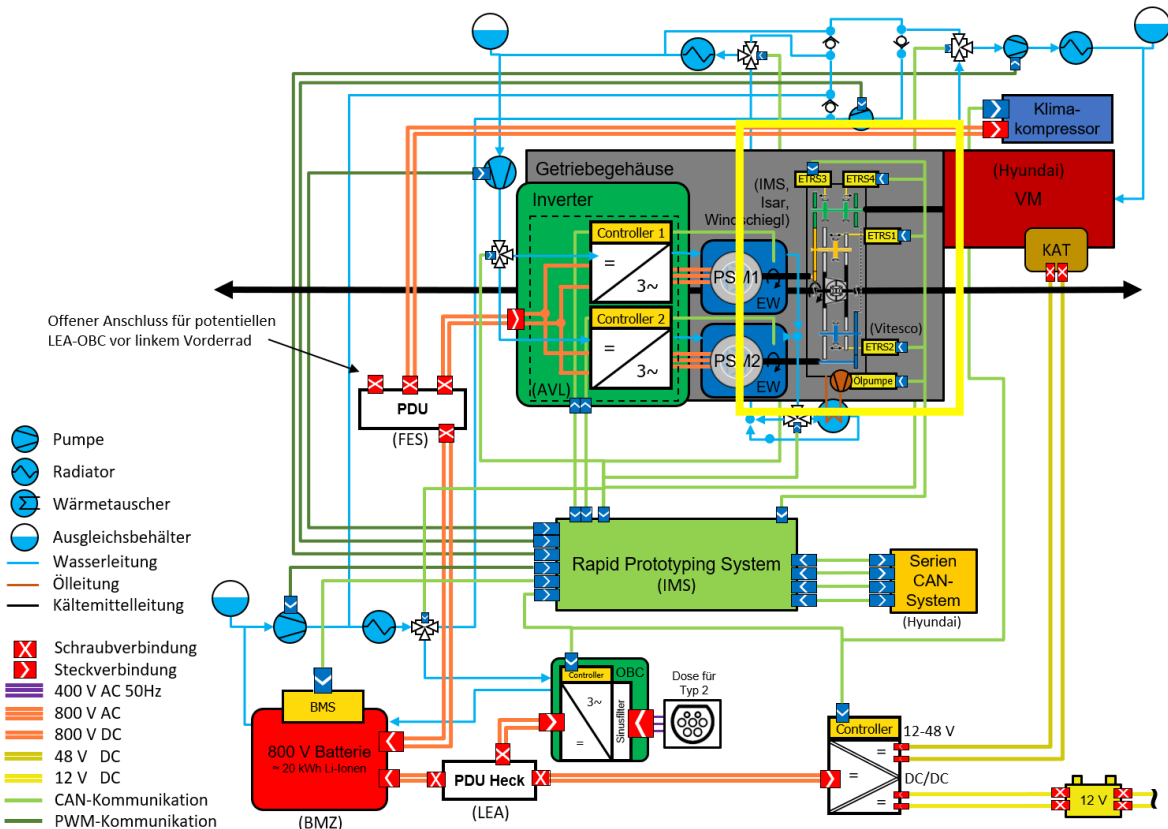 Klima-
kompressor
Getriebegehäuse
(Hyundai)
VM
KAT
(IMS,
Isar,
Windschiegl)
ETRS3
ETRS4
ETRS1
(Vitesco)
ETRS2
Ölpumpe
Inverter
Controller 1
=
3~
Controller 2
=
3~
(AVL)
PSM1
EW
PSM2
EW
Offener Anschluss für potentiellen
LEA-OBC vor linkem Vorderrad
PDU
(FES)
Pumpe
Radiator
Wärmetauscher
Ausgleichsbehälter
Wasserleitung
Ölleitung
Kältemittelleitung
Schraubverbindung
Steckverbindung
400 V AC 50Hz
800 V AC
800 V DC
48 V DC
12 V DC
CAN-Kommunikation
PWM-Kommunikation
Rapid Prototyping System
(IMS)
Serien
CAN-
System
(Hyundai)
BMS
800 V Batterie
≈ 20 kWh Li-Ionen
(BMZ)
PDU Heck
(LEA)
OBC
Controller
3~
=
Sinusfilter
Dose für
Typ 2
Controller
12-48 V
=
=
DC/DC
=
12 V